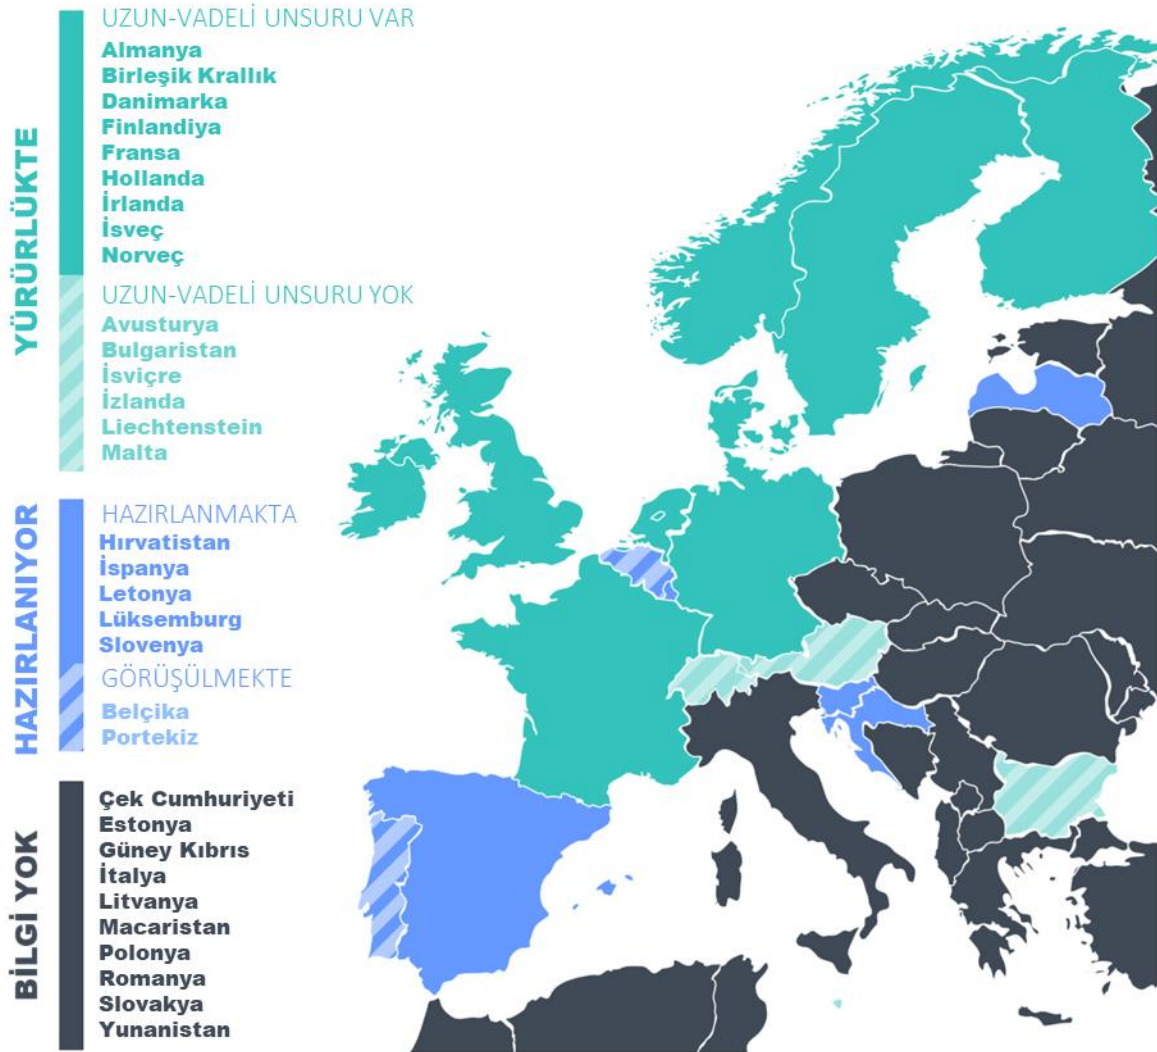 YÜRÜRLÜKTE
UZUN-VADELİ UNSURU VAR
Almanya
Birleşik Krallık
Danimarka
Finlandiya
Fransa
Hollanda
İrlanda
İsveç
Norveç
UZUN-VADELİ UNSURU YOK
Avusturya
Bulgaristan
İsviçre
İzlanda
Liechtenstein
Malta
HAZIRLANIYOR
HAZIRLANMAKTA
Hırvatistan
İspanya
Letonya
Lüksemburg
Slovenya
GÖRÜŞÜLMEKTE
Belçika
Portekiz
BİLGİ YOK
Çek Cumhuriyeti
Estonya
Güney Kıbrıs
İtalya
Litvanya
Macaristan
Polonya
Romanya
Slovakya
Yunanistan